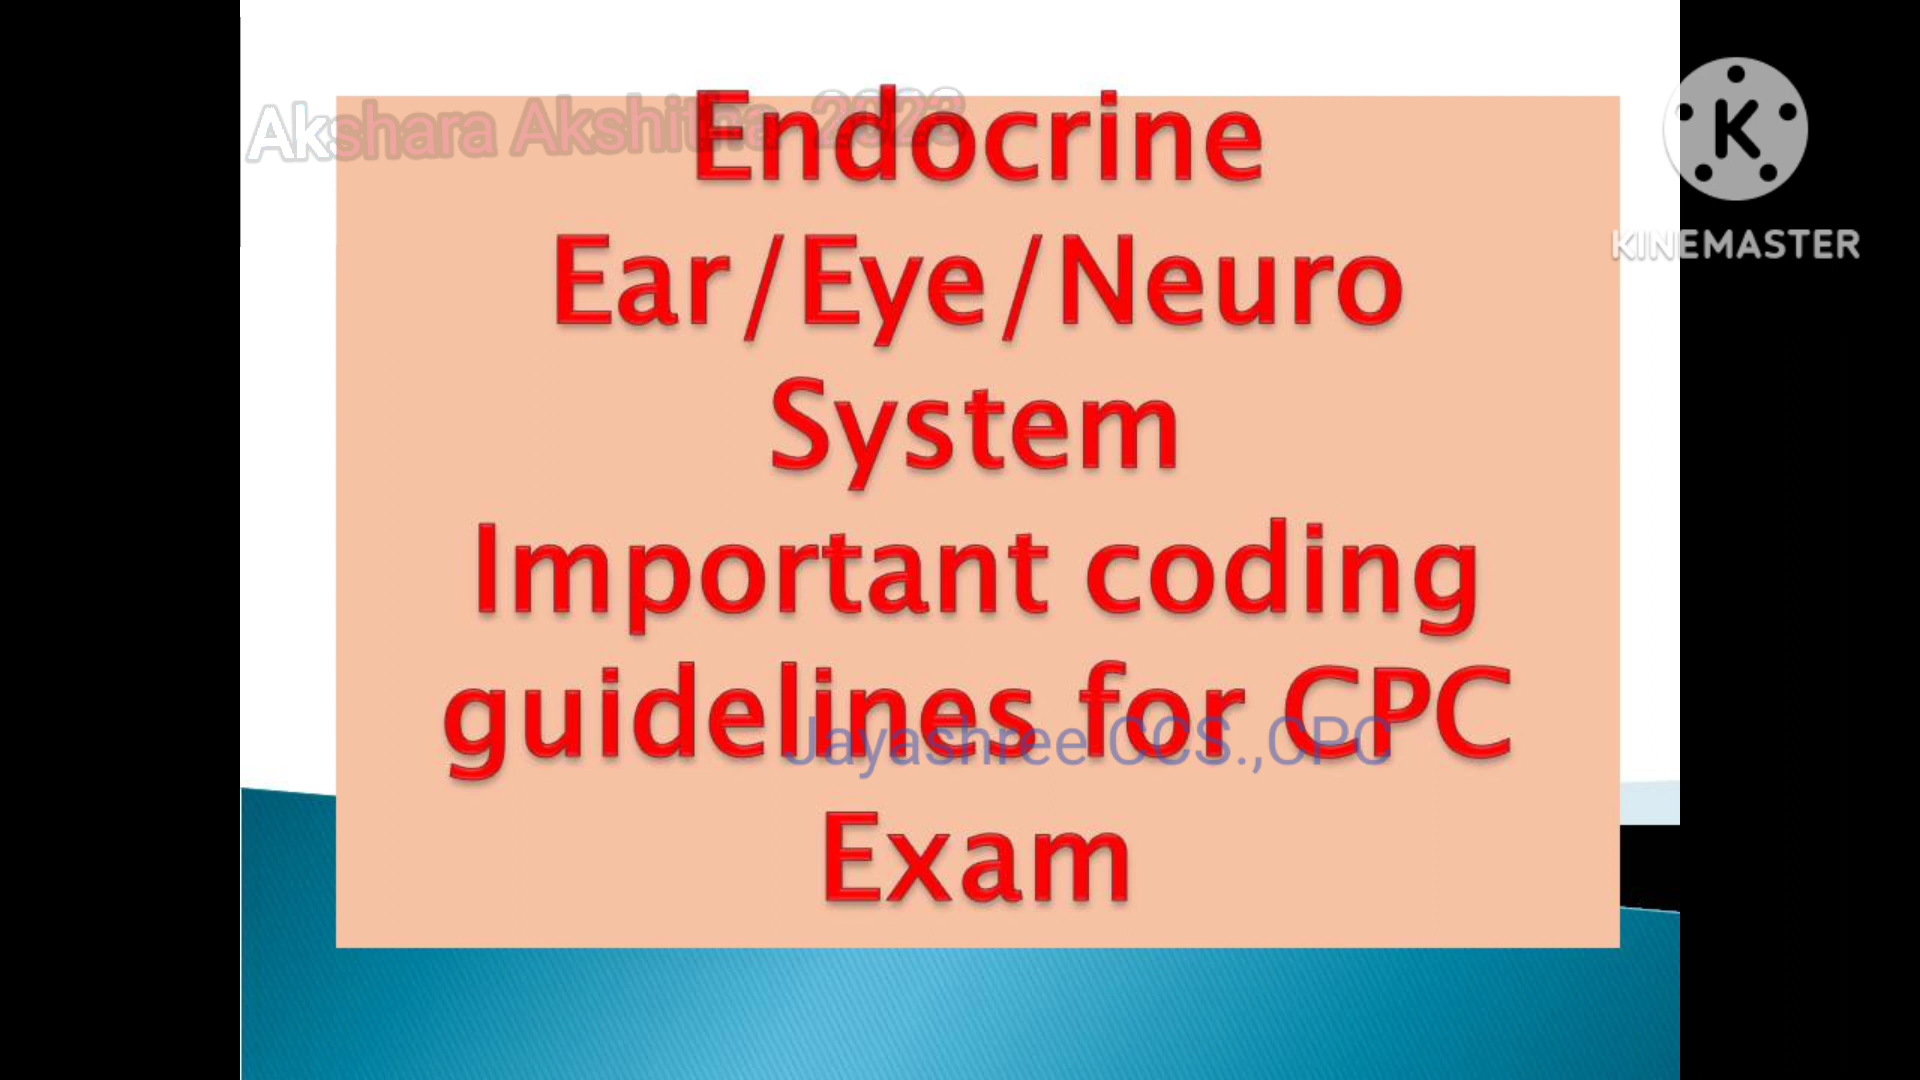 Akshara Akshitha 2023
Endocrine
Ear/Eye/Neuro
System
Important coding
guidelines for CPC
Exam
Jayashree CCS.,CPC
K
KINEMASTER